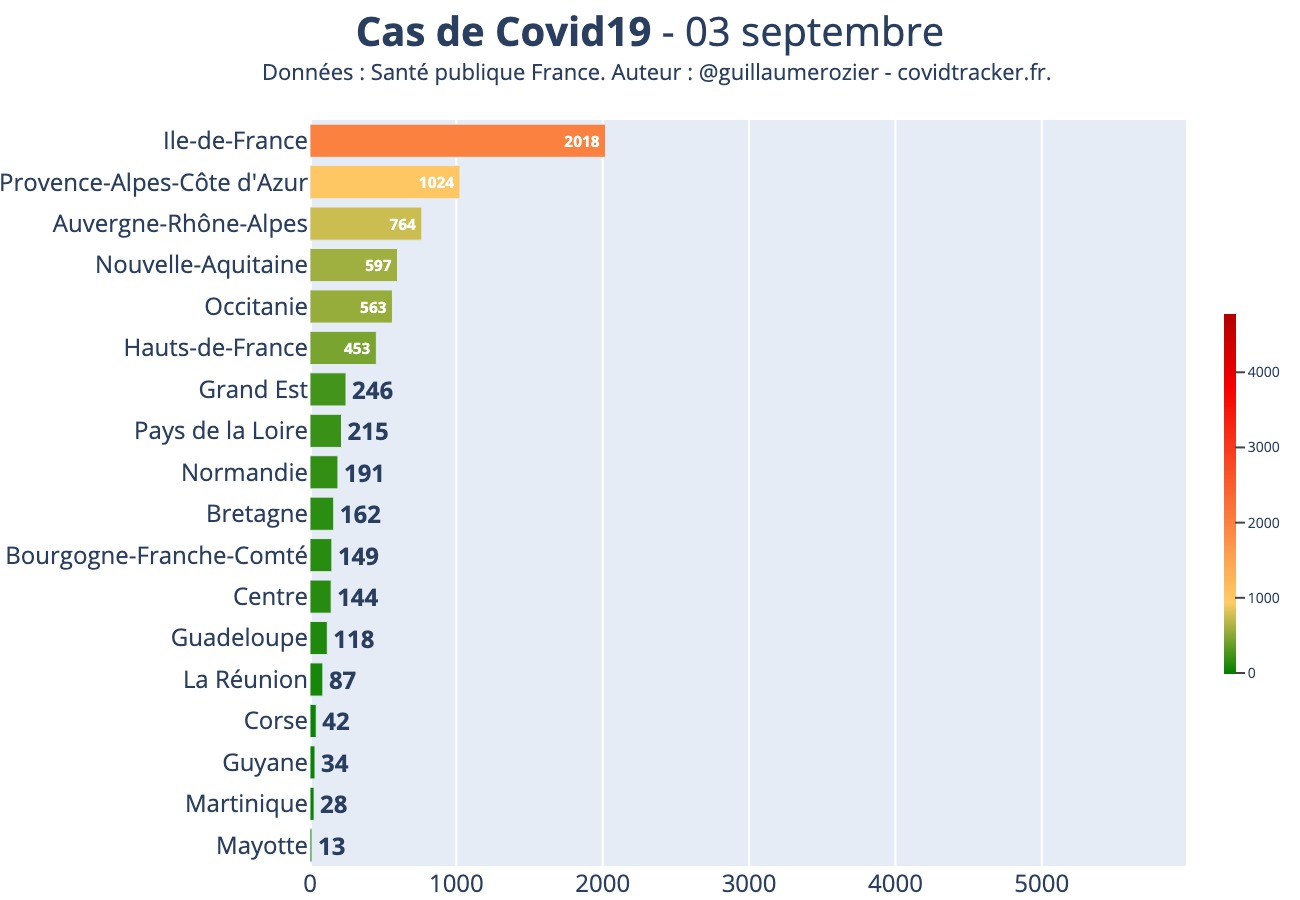 Cas de Covid19 - 03 septembre
Données : Santé publique France. Auteur : @guillaumerozier - covidtracker.fr.
Ile-de-France 2018
Provence-Alpes-Côte d'Azur 1024
Auvergne-Rhône-Alpes 764
Nouvelle-Aquitaine 597
Occitanie 563
Hauts-de-France 453
Grand Est 246
Pays de la Loire 215
Normandie 191
Bretagne 162
Bourgogne-Franche-Comté 149
Centre 144
Guadeloupe 118
La Réunion 87
Corse 42
Guyane 34
Martinique 28
Mayotte 13
0 1000 2000 3000 4000 5000
4000
3000
2000
1000
0